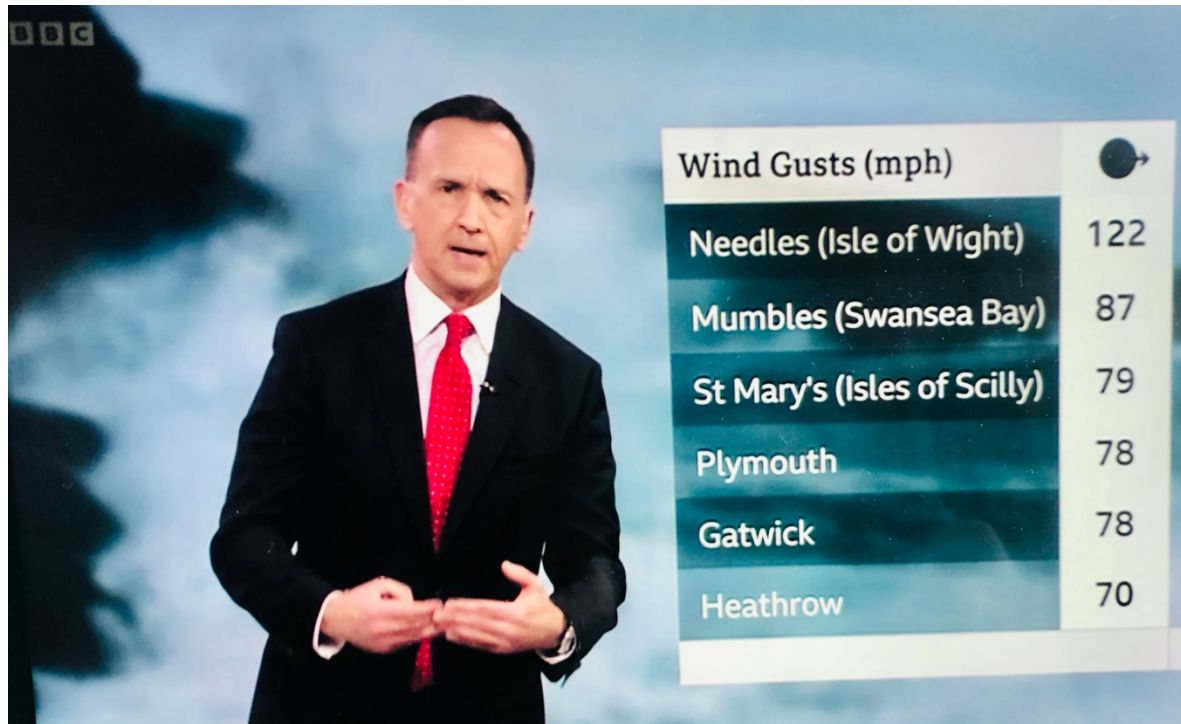 BBC
Wind Gusts (mph)
Needles (Isle of Wight) 122
Mumbles (Swansea Bay) 87
St Mary's (Isles of Scilly) 79
Plymouth 78
Gatwick 78
Heathrow 70